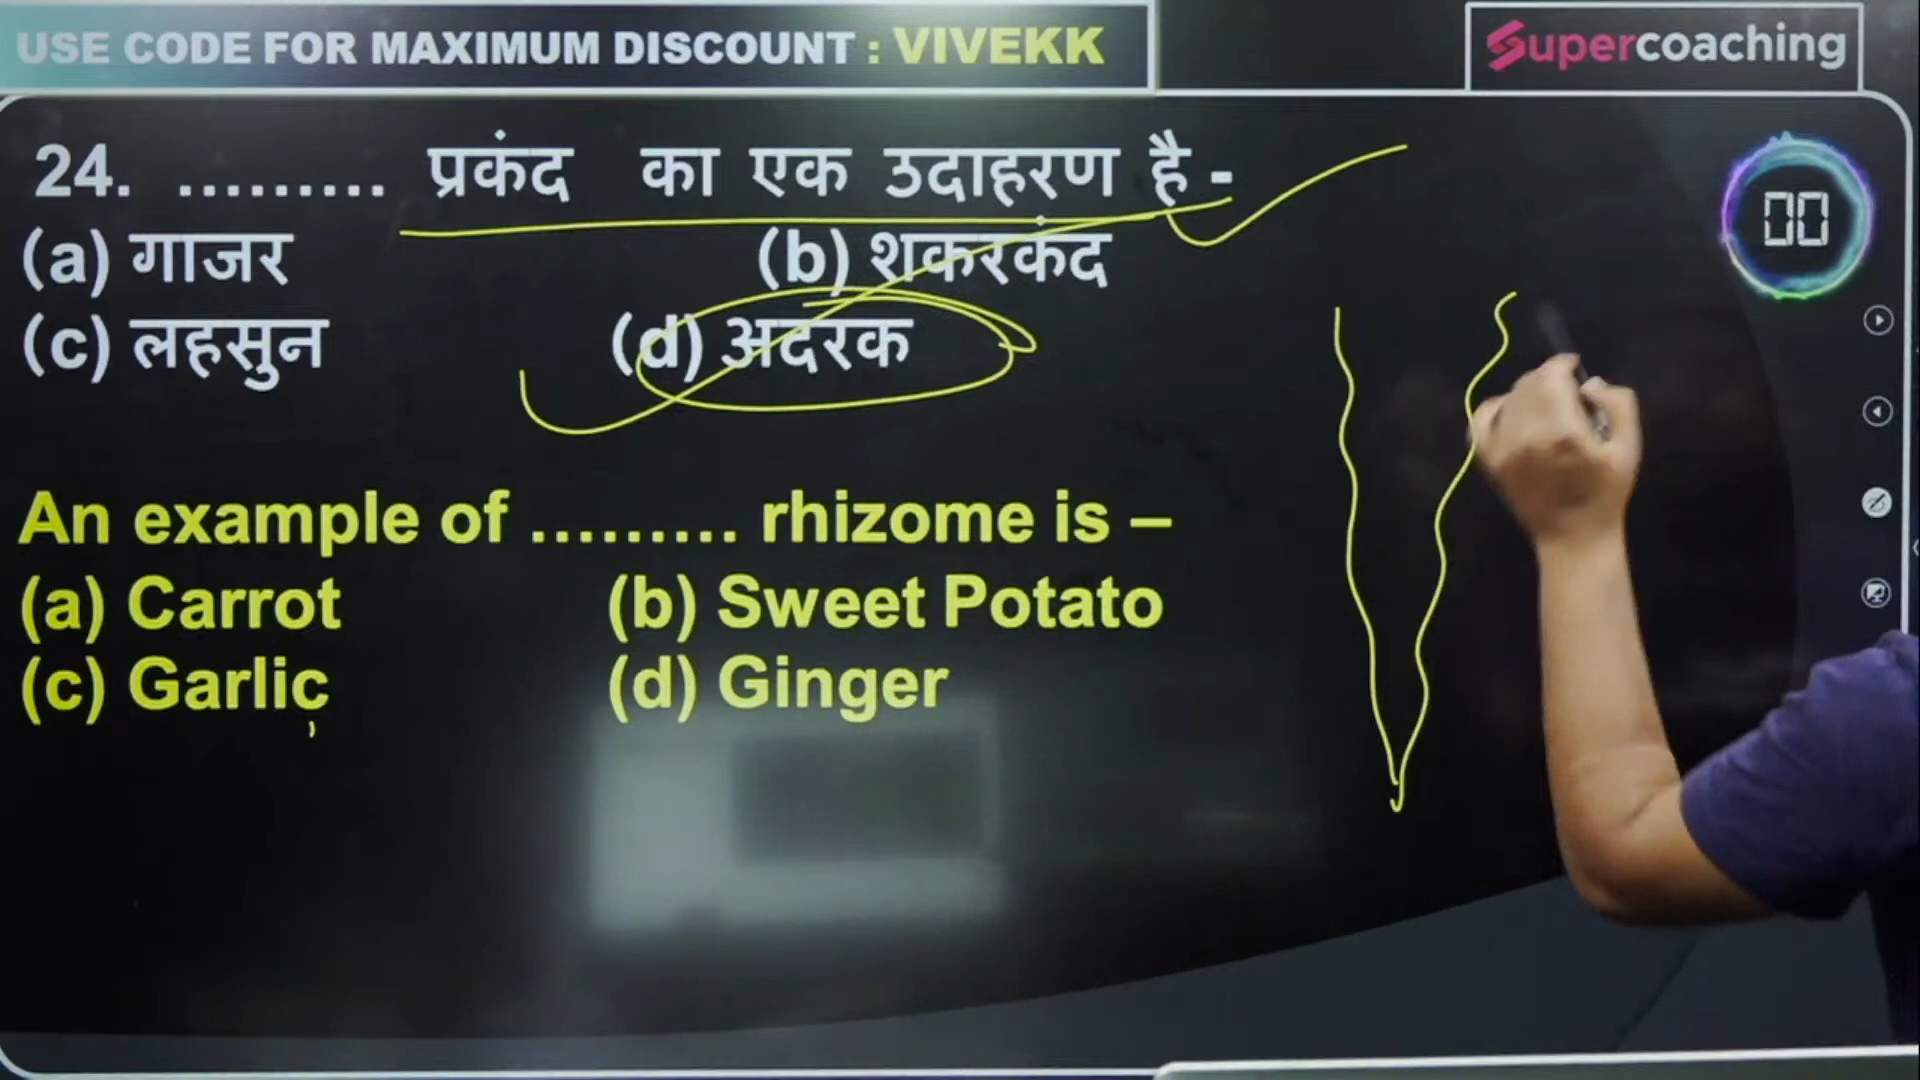 USE CODE FOR MAXIMUM DISCOUNT : VIVEKK
Supercoaching
24. ......... प्रकंद का एक उदाहरण है -
00
(a) गाजर (b) शकरकंद
(c) लहसुन (d) अदरक
An example of ......... rhizome is –
(a) Carrot (b) Sweet Potato
(c) Garlic (d) Ginger